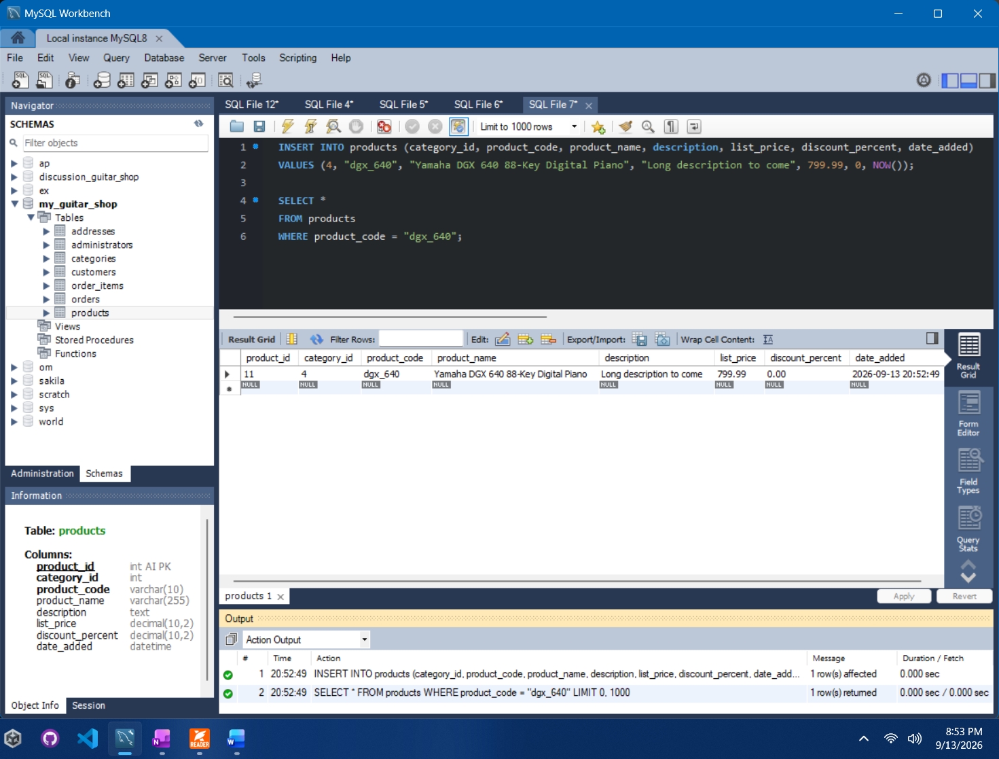 MySQL Workbench
Local instance MySQL8
File Edit View Query Database Server Tools Scripting Help
Navigator
SCHEMAS
Filter objects
ap
discussion_guitar_shop
ex
my_guitar_shop
Tables
addresses
administrators
categories
customers
order_items
orders
products
Views
Stored Procedures
Functions
om
sakila
scratch
sys
world
Administration Schemas
Information
Table: products
Columns:
product_id int AI PK
category_id int
product_code varchar(10)
product_name varchar(255)
description text
list_price decimal(10,2)
discount_percent decimal(10,2)
date_added datetime
Object Info Session
SQL File 12* SQL File 4* SQL File 5* SQL File 6* SQL File 7*
Limit to 1000 rows
1 INSERT INTO products (category_id, product_code, product_name, description, list_price, discount_percent, date_added)
2 VALUES (4, "dgx_640", "Yamaha DGX 640 88-Key Digital Piano", "Long description to come", 799.99, 0, NOW());
3
4 SELECT *
5 FROM products
6 WHERE product_code = "dgx_640";
Result Grid Filter Rows: Edit: Export/Import: Wrap Cell Content: IA
product_id category_id product_code product_name description list_price discount_percent date_added
11 4 dgx_640 Yamaha DGX 640 88-Key Digital Piano Long description to come 799.99 0.00 2026-09-13 20:52:49
NULL NULL NULL NULL NULL NULL NULL NULL
Result Grid
Form Editor
Field Types
Query Stats
products 1
Apply Revert
Output
Action Output
# Time Action Message Duration / Fetch
1 20:52:49 INSERT INTO products (category_id, product_code, product_name, description, list_price, discount_percent, date_add... 1 row(s) affected 0.000 sec
2 20:52:49 SELECT * FROM products WHERE product_code = "dgx_640" LIMIT 0, 1000 1 row(s) returned 0.000 sec / 0.000 sec
N
READER
W
8:53 PM
9/13/2026